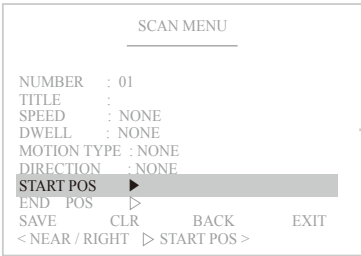 SCAN MENU
NUMBER : 01
TITLE :
SPEED : NONE
DWELL : NONE
MOTION TYPE : NONE
DIRECTION : NONE
START POS ▶
END POS ▷
SAVE CLR BACK EXIT
< NEAR / RIGHT ▷ START POS >